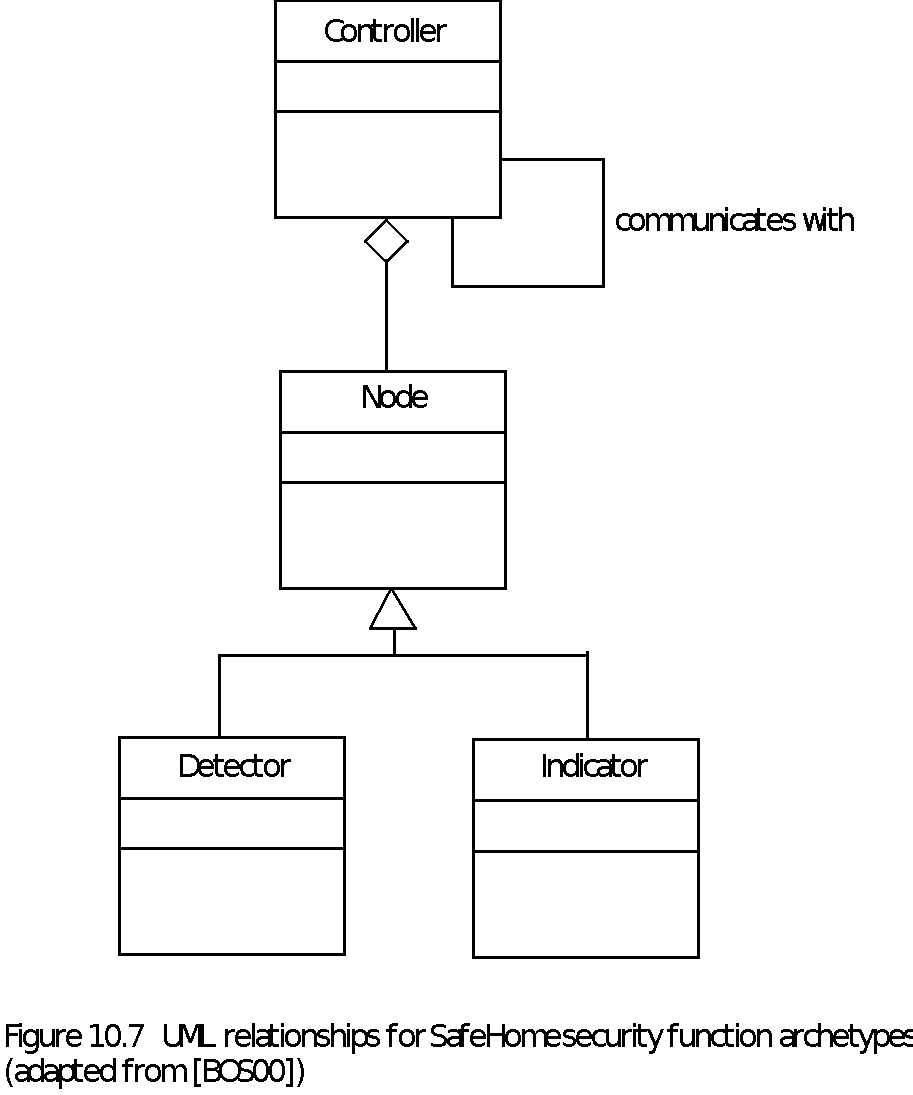 Controller
communicates with
Node
Detector
Indicator
Figure 10.7 UML relationships for SafeHome security function archetypes
(adapted from [BOS00])